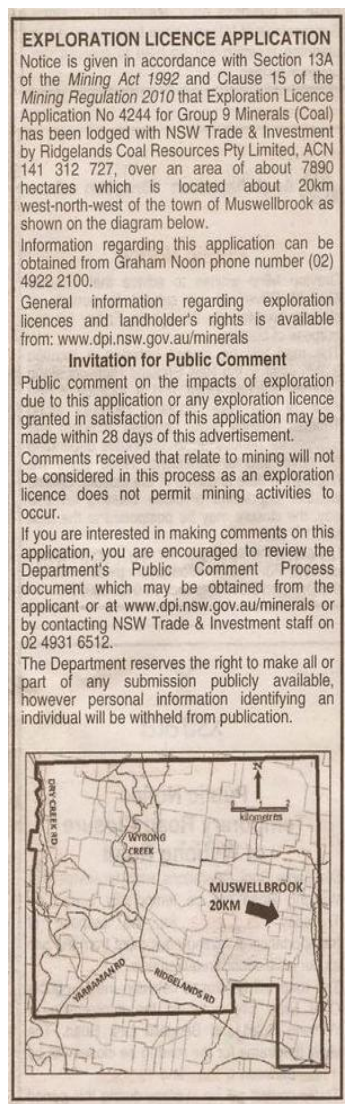 EXPLORATION LICENCE APPLICATION
Notice is given in accordance with Section 13A
of the Mining Act 1992 and Clause 15 of the
Mining Regulation 2010 that Exploration Licence
Application No 4244 for Group 9 Minerals (Coal)
has been lodged with NSW Trade & Investment
by Ridgelands Coal Resources Pty Limited, ACN
141 312 727, over an area of about 7890
hectares which is located about 20km
west-north-west of the town of Muswellbrook as
shown on the diagram below.
Information regarding this application can be
obtained from Graham Noon phone number (02)
4922 2100.
General information regarding exploration
licences and landholder's rights is available
from: www.dpi.nsw.gov.au/minerals
Invitation for Public Comment
Public comment on the impacts of exploration
due to this application or any exploration licence
granted in satisfaction of this application may be
made within 28 days of this advertisement.
Comments received that relate to mining will not
be considered in this process as an exploration
licence does not permit mining activities to
occur.
If you are interested in making comments on this
application, you are encouraged to review the
Department's Public Comment Process
document which may be obtained from the
applicant or at www.dpi.nsw.gov.au/minerals or
by contacting NSW Trade & Investment staff on
02 4931 6512.
The Department reserves the right to make all or
part of any submission publicly available,
however personal information identifying an
individual will be withheld from publication.
N
kilometres
DRY CREEK RD
WYBONG
CREEK
MUSWELLBROOK
20KM
YARRAMAN RD
RIDGELANDS RD